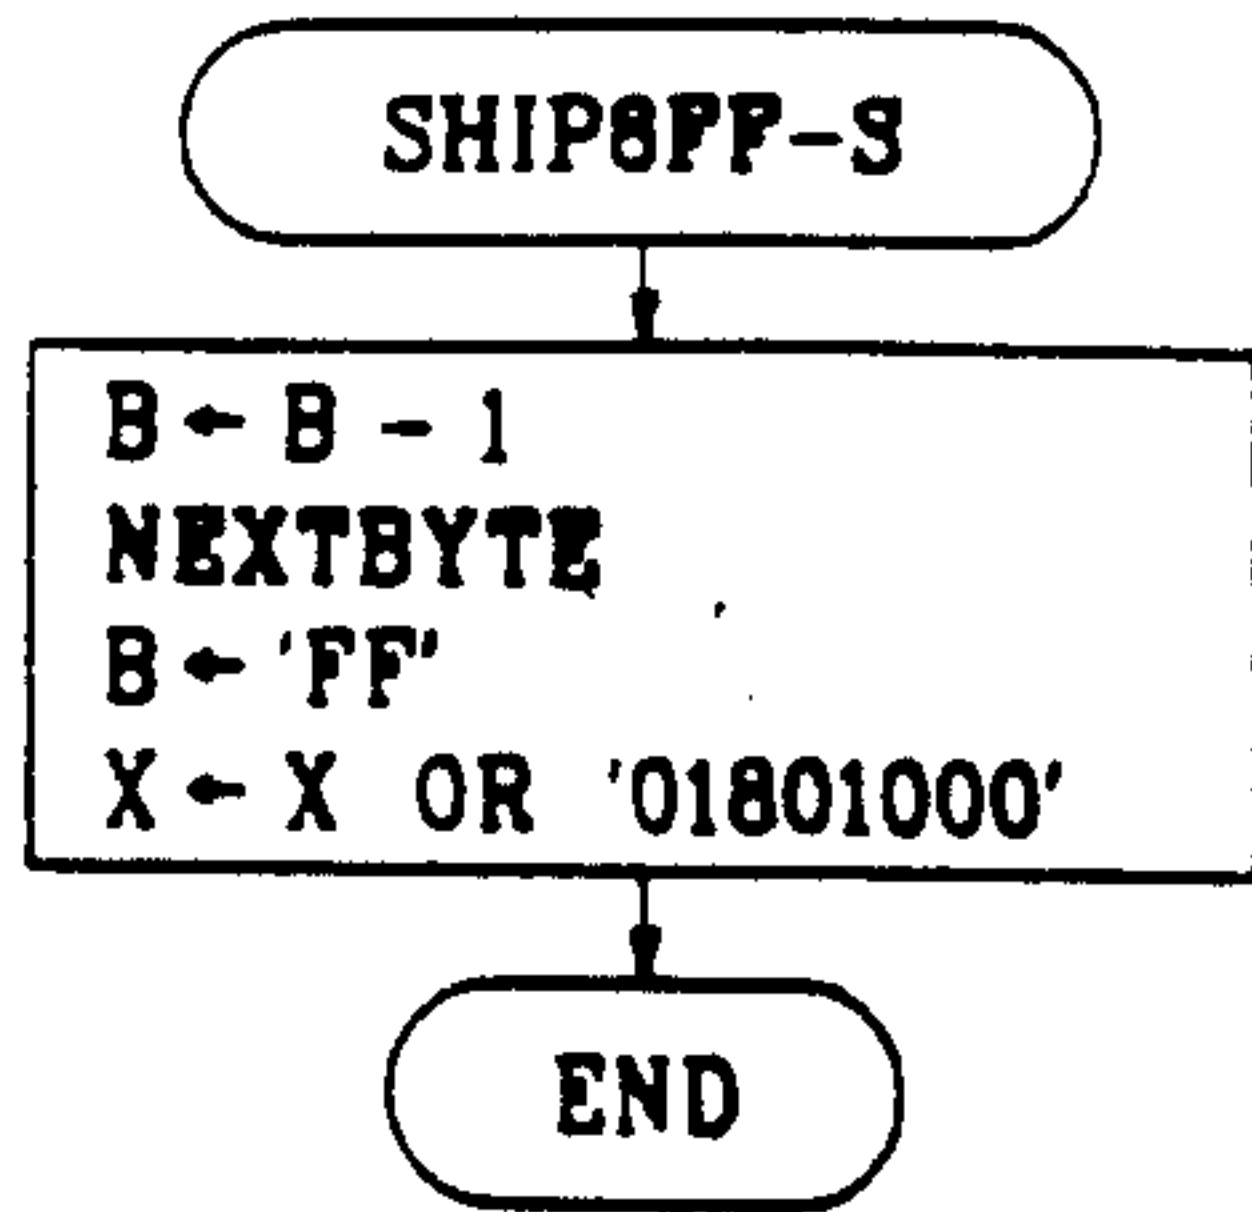 SHIP8FF-S
B ← B - 1
NEXTBYTE
B ← 'FF'
X ← X OR '01801000'
END